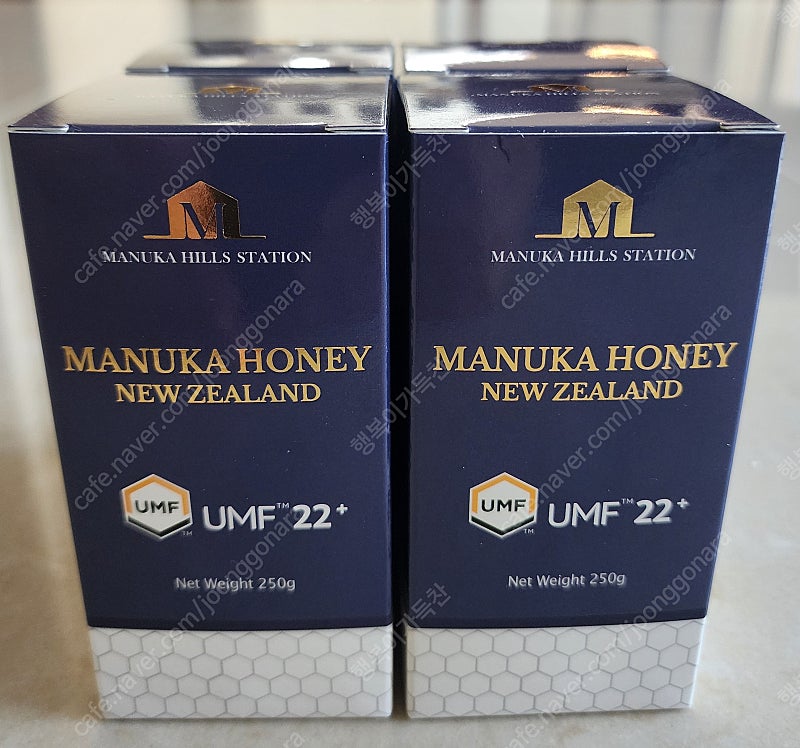 M
MANUKA HILLS STATION
MANUKA HONEY
NEW ZEALAND
UMF
TM
UMF™ 22+
Net Weight 250g
M
MANUKA HILLS STATION
MANUKA HONEY
NEW ZEALAND
UMF
TM
UMF™ 22+
Net Weight 250g
cafe.naver.com/joonggonara
행복이가득찬